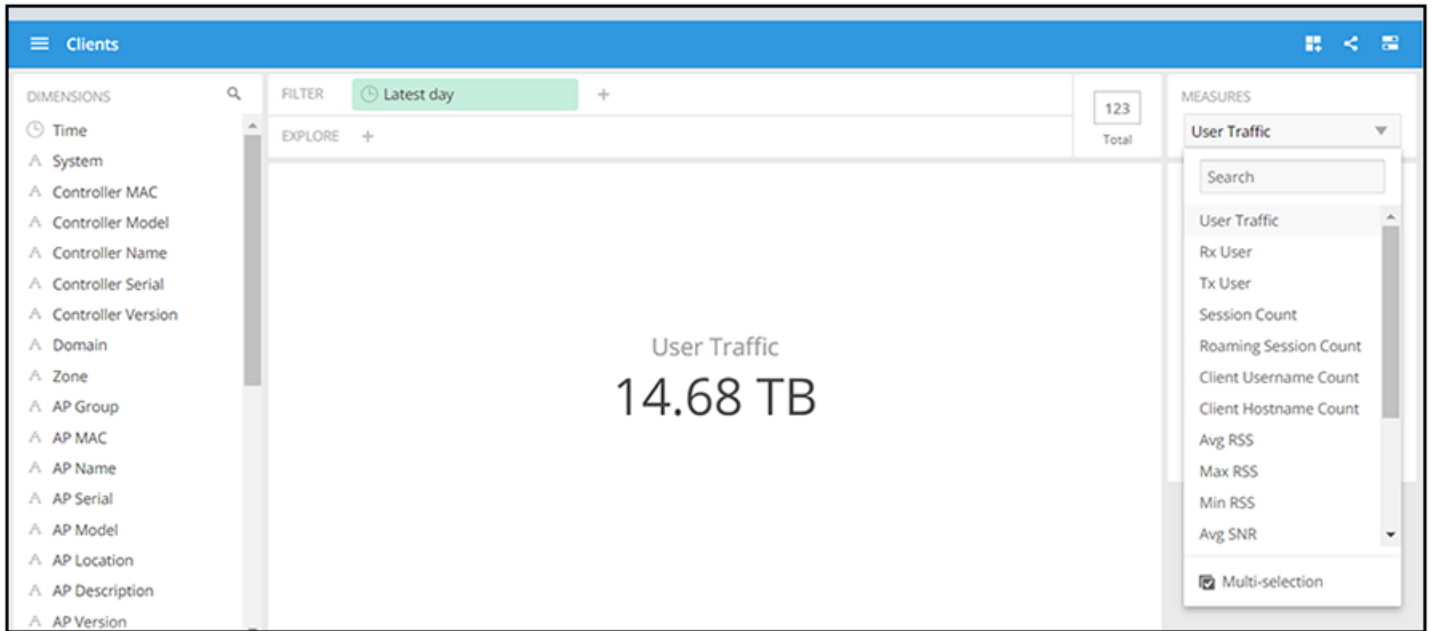 Clients
DIMENSIONS
Time
System
Controller MAC
Controller Model
Controller Name
Controller Serial
Controller Version
Domain
Zone
AP Group
AP MAC
AP Name
AP Serial
AP Model
AP Location
AP Description
AP Version
FILTER Latest day +
EXPLORE +
123
Total
User Traffic
14.68 TB
MEASURES
User Traffic
Search
User Traffic
Rx User
Tx User
Session Count
Roaming Session Count
Client Username Count
Client Hostname Count
Avg RSS
Max RSS
Min RSS
Avg SNR
Multi-selection